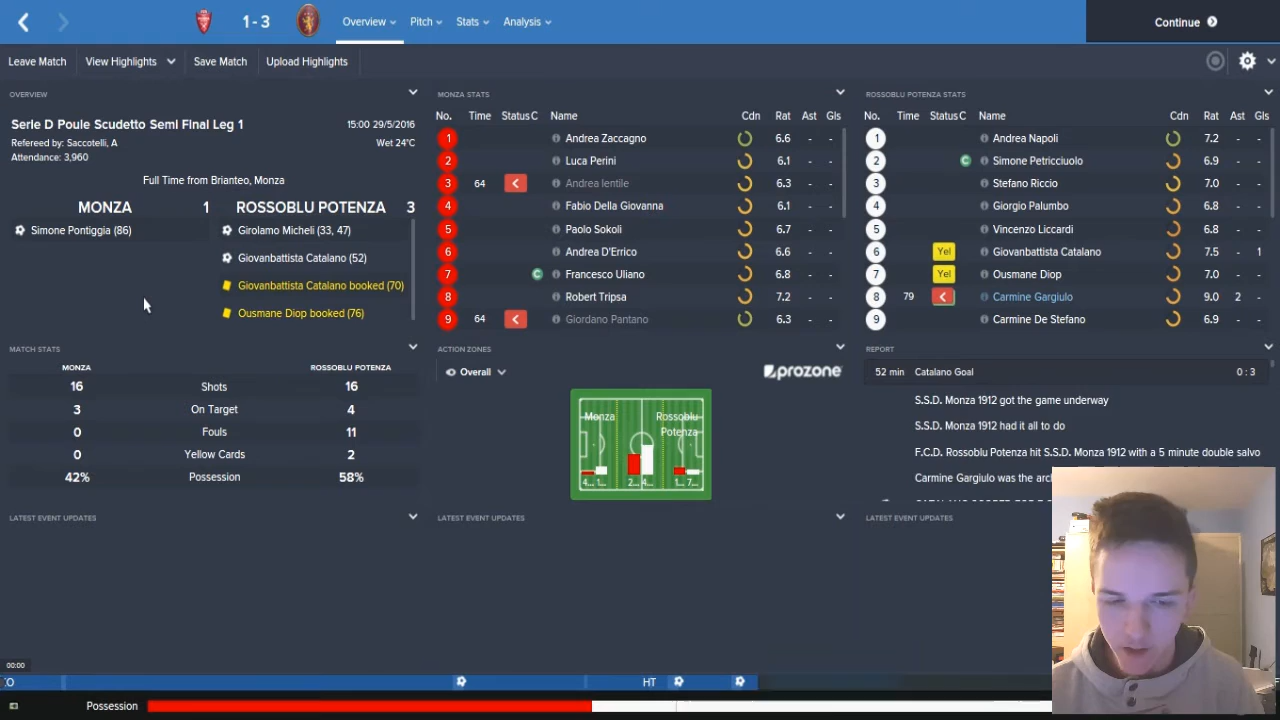 1 - 3
Overview
Pitch
Stats
Analysis
Continue
Leave Match
View Highlights
Save Match
Upload Highlights
OVERVIEW
Serie D Poule Scudetto Semi Final Leg 1
15:00 29/5/2016
Refereed by: Saccotelli, A
Wet 24°C
Attendance: 3,960
Full Time from Brianteo, Monza
MONZA 1 ROSSOBLU POTENZA 3
Simone Pontiggia (86)
Girolamo Micheli (33, 47)
Giovanbattista Catalano (52)
Giovanbattista Catalano booked (70)
Ousmane Diop booked (76)
MATCH STATS
MONZA ROSSOBLU POTENZA
16 Shots 16
3 On Target 4
0 Fouls 11
0 Yellow Cards 2
42% Possession 58%
LATEST EVENT UPDATES
MONZA STATS
No. Time Status C Name Cdn Rat Ast Gls
1 Andrea Zaccagno 6.6 - -
2 Luca Perini 6.1 - -
3 64 Andrea Ientile 6.3 - -
4 Fabio Della Giovanna 6.1 - -
5 Paolo Sokoli 6.7 - -
6 Andrea D'Errico 6.6 - -
7 C Francesco Uliano 6.8 - -
8 Robert Tripsa 7.2 - -
9 64 Giordano Pantano 6.3 - -
ACTION ZONES
Overall
prozone
Monza
Rossoblu
Potenza
4... 1... 2... 4... 1... 7...
LATEST EVENT UPDATES
ROSSOBLU POTENZA STATS
No. Time Status C Name Cdn Rat Ast Gls
1 Andrea Napoli 7.2 - -
2 C Simone Petricciuolo 6.9 - -
3 Stefano Riccio 7.0 - -
4 Giorgio Palumbo 6.8 - -
5 Vincenzo Liccardi 6.8 - -
6 Yel Giovanbattista Catalano 7.5 - 1
7 Yel Ousmane Diop 7.0 - -
8 79 Carmine Gargiulo 9.0 2 -
9 Carmine De Stefano 6.9 - -
REPORT
52 min Catalano Goal 0 : 3
S.S.D. Monza 1912 got the game underway
S.S.D. Monza 1912 had it all to do
F.C.D. Rossoblu Potenza hit S.S.D. Monza 1912 with a 5 minute double salvo
Carmine Gargiulo was the arc
LATEST EVENT UPDATES
00:00
HT
Possession